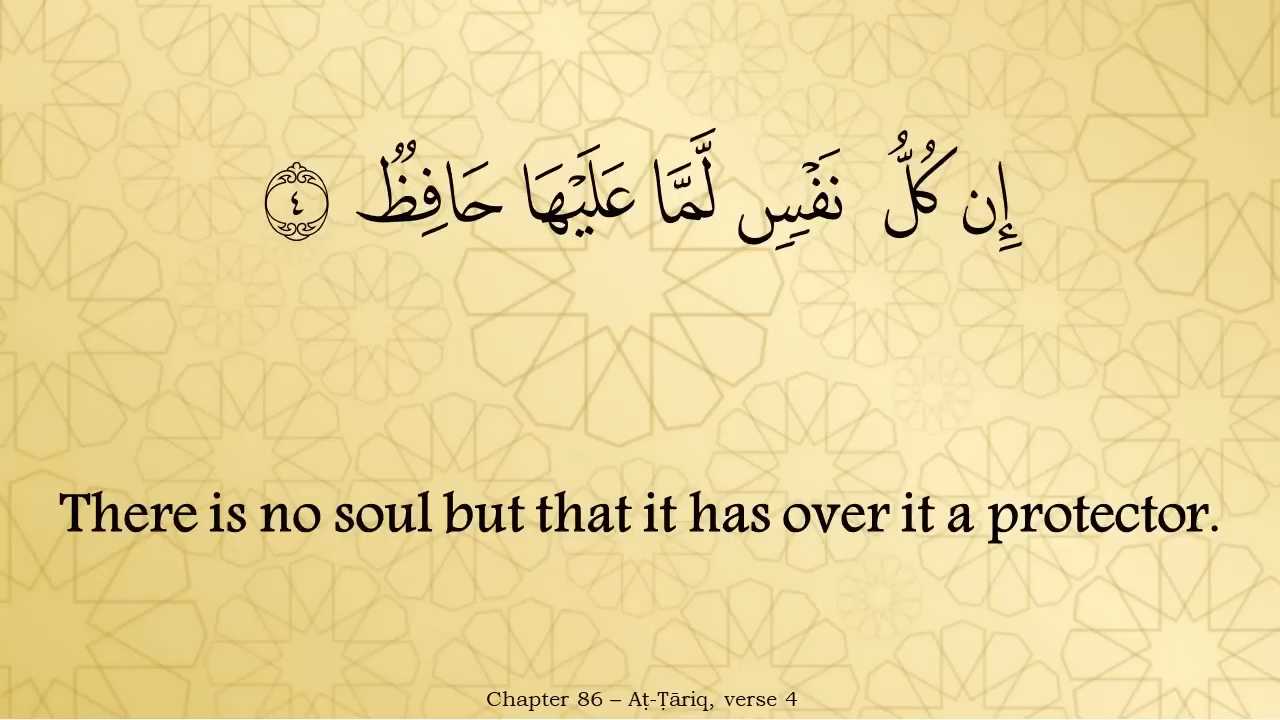 إِن كُلُّ نَفْسٍ لَّمَّا عَلَيْهَا حَافِظٌ ٤
There is no soul but that it has over it a protector.
Chapter 86 – Aṭ-Ṭāriq, verse 4